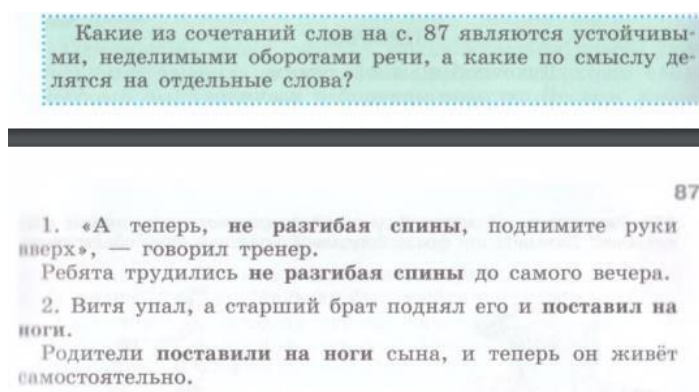 Какие из сочетаний слов на с. 87 являются устойчивы-
ми, неделимыми оборотами речи, а какие по смыслу де-
лятся на отдельные слова?
87
1. «А теперь, не разгибая спины, поднимите руки
вверх», — говорил тренер.
Ребята трудились не разгибая спины до самого вечера.
2. Витя упал, а старший брат поднял его и поставил на
ноги.
Родители поставили на ноги сына, и теперь он живёт
самостоятельно.